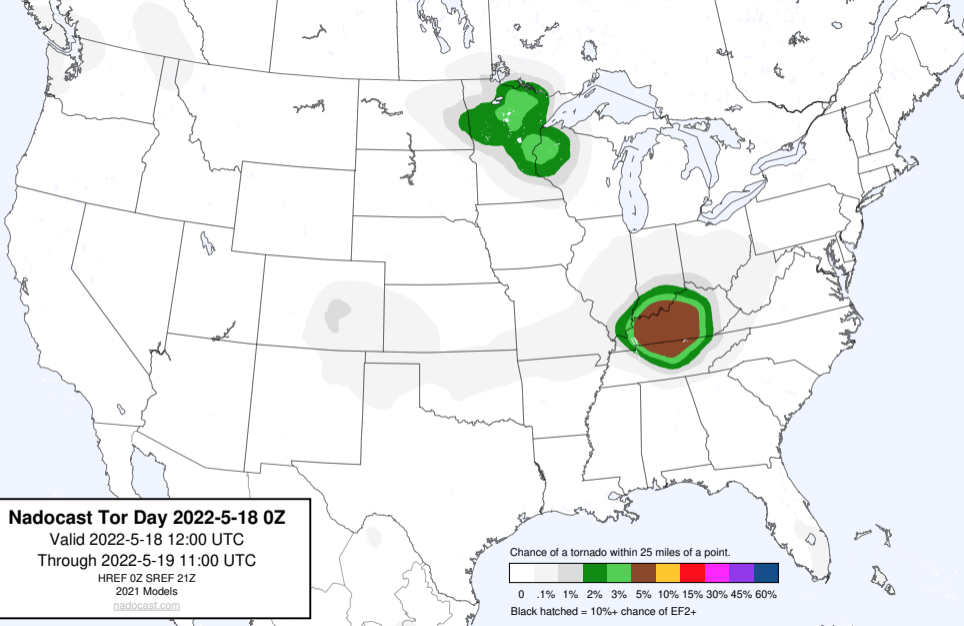 Nadocast Tor Day 2022-5-18 0Z
Valid 2022-5-18 12:00 UTC
Through 2022-5-19 11:00 UTC
HREF 0Z SREF 21Z
2021 Models
nadocast.com
Chance of a tornado within 25 miles of a point.
0 .1% 1% 2% 3% 5% 10% 15% 30% 45% 60%
Black hatched = 10%+ chance of EF2+